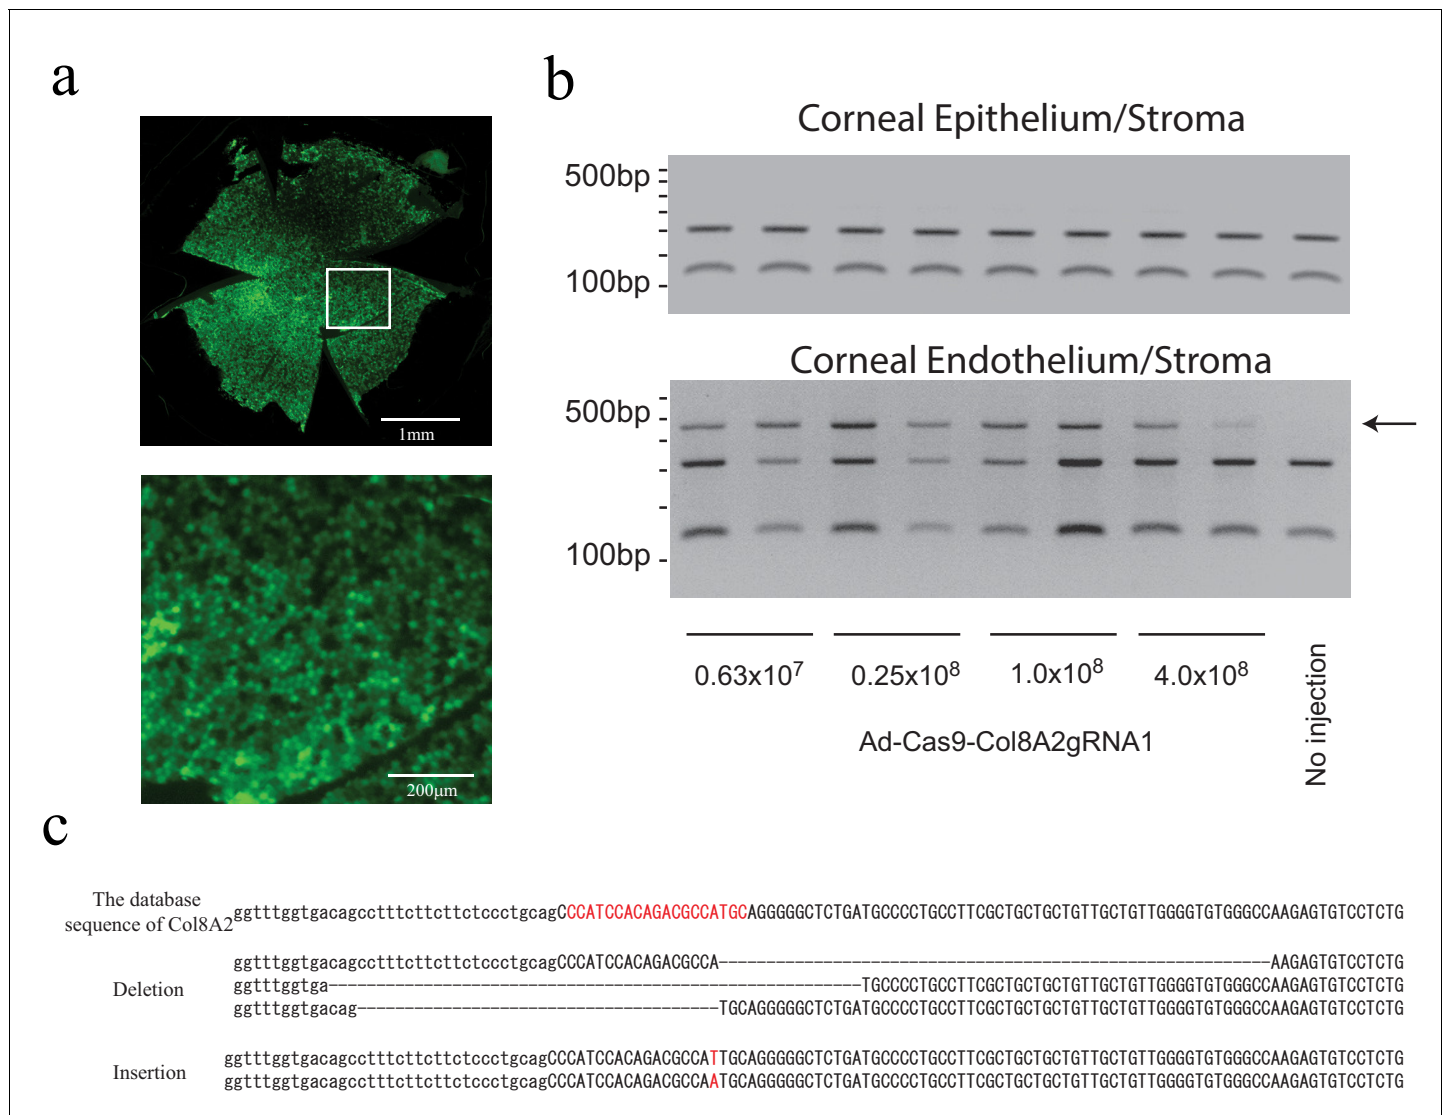 a
1mm
200μm
b
Corneal Epithelium/Stroma
500bp
100bp
Corneal Endothelium/Stroma
500bp
100bp
0.63x10⁷
0.25x10⁸
1.0x10⁸
4.0x10⁸
No injection
Ad-Cas9-Col8A2gRNA1
c
The database
sequence of Col8A2
ggtttggtgacagcctttcttcttctccctgcagCCCATCCACAGACGCCATGCAGGGGGCTCTGATGCCCCTGCCTTCGCTGCTGCTGTTGCTGTTGGGGTGTGGGCCAAGAGTGTCCTCTG
Deletion
ggtttggtgacagcctttcttcttctccctgcagCCCATCCACAGACGCCA----------------------------------------------------------AAGAGTGTCCTCTG
ggtttggtga--------------------------------------------------------TGCCCCTGCCTTCGCTGCTGCTGTTGCTGTTGGGGTGTGGGCCAAGAGTGTCCTCTG
ggtttggtgacag--------------------------------------TGCAGGGGGCTCTGATGCCCCTGCCTTCGCTGCTGCTGTTGCTGTTGGGGTGTGGGCCAAGAGTGTCCTCTG
Insertion
ggtttggtgacagcctttcttcttctccctgcagCCCATCCACAGACGCCATTGCAGGGGGCTCTGATGCCCCTGCCTTCGCTGCTGCTGTTGCTGTTGGGGTGTGGGCCAAGAGTGTCCTCTG
ggtttggtgacagcctttcttcttctccctgcagCCCATCCACAGACGCCAATGCAGGGGGCTCTGATGCCCCTGCCTTCGCTGCTGCTGTTGCTGTTGGGGTGTGGGCCAAGAGTGTCCTCTG